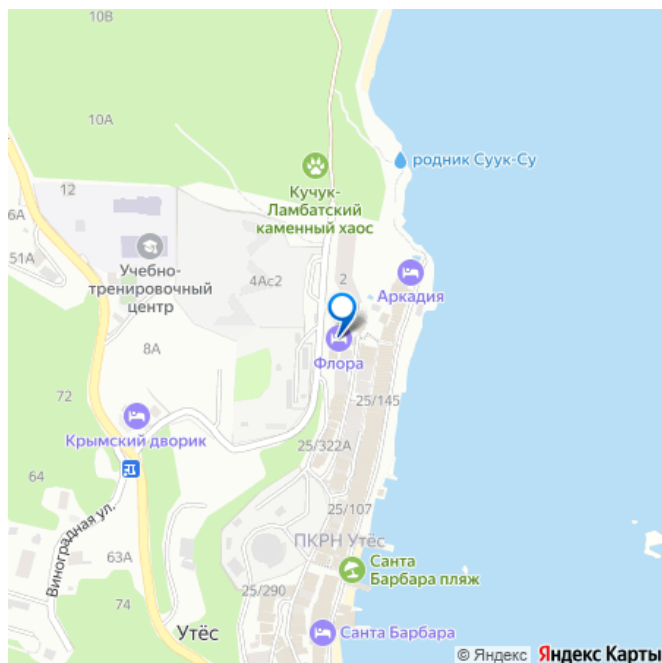 10В
10А
родник Суук-Су
Кучук-
Ламбатский
каменный хаос
12
6А
51А
Учебно-
тренировочный
центр
4Ас2
2
Аркадия
8А
Флора
72
25/145
Крымский дворик
25/322А
64
25/107
Виноградная ул.
ПКРН Утёс
63А
Санта
Барбара пляж
25/290
74
Утёс
Санта Барбара
© Яндекс Яндекс Карты